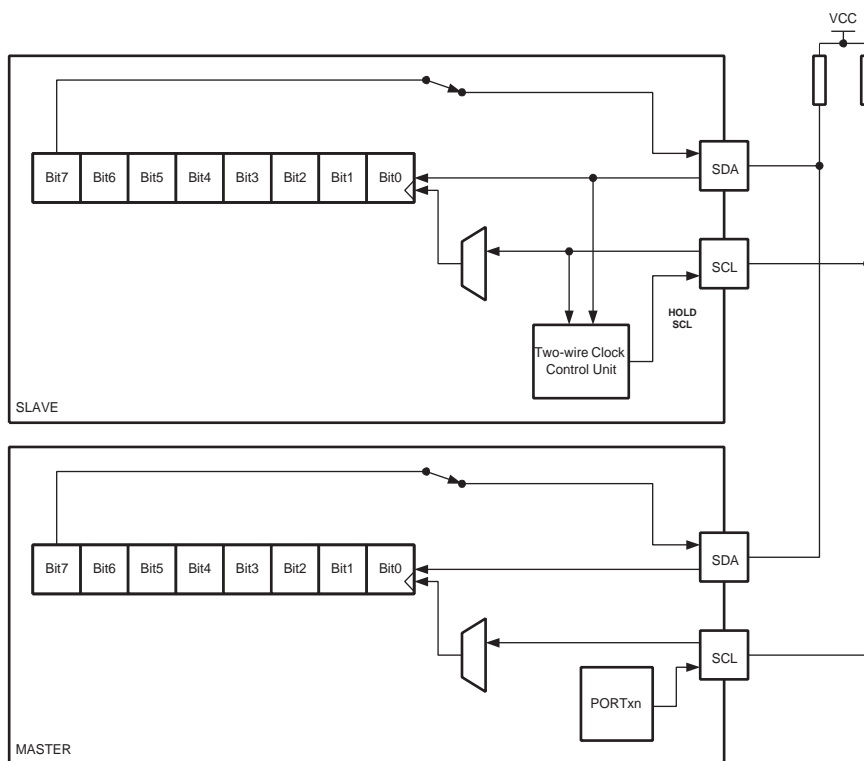 VCC
Bit7 Bit6 Bit5 Bit4 Bit3 Bit2 Bit1 Bit0
SDA
SCL
HOLD
SCL
Two-wire Clock
Control Unit
SLAVE
Bit7 Bit6 Bit5 Bit4 Bit3 Bit2 Bit1 Bit0
SDA
SCL
PORTxn
MASTER